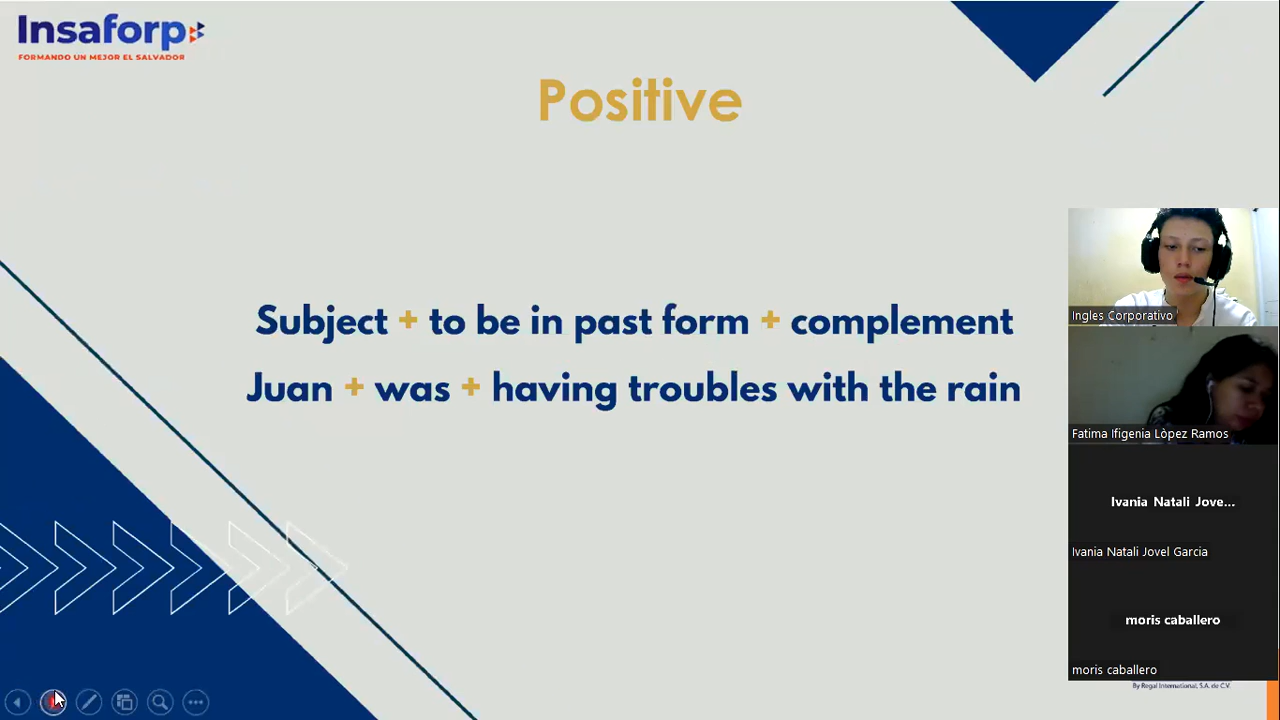 Insaforp
FORMANDO UN MEJOR EL SALVADOR
Positive
Subject + to be in past form + complement
Juan + was + having troubles with the rain
Ingles Corporativo
Fatima Ifigenia Lòpez Ramos
Ivania Natali Jove...
Ivania Natali Jovel Garcia
moris caballero
moris caballero
By Regal International, S.A. de C.V.